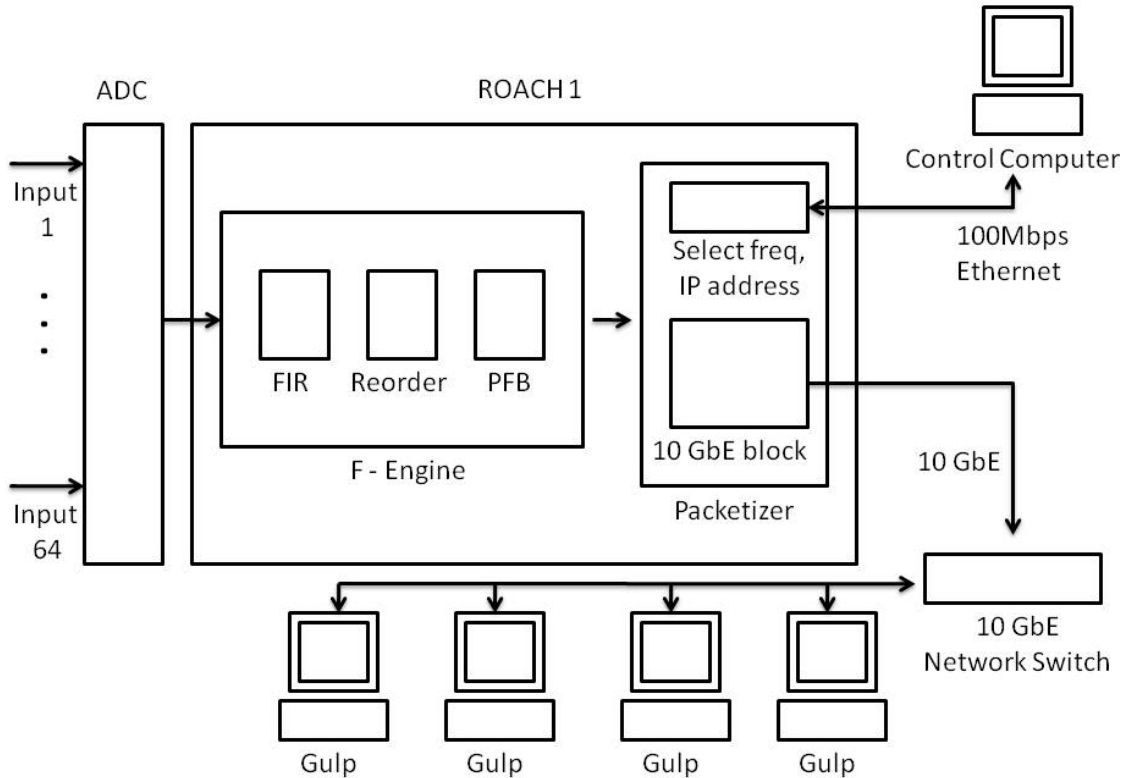 ADC
ROACH 1
Control Computer
Input
1
Select freq,
IP address
100Mbps
Ethernet
FIR
Reorder
PFB
10 GbE block
F - Engine
10 GbE
Input
64
Packetizer
10 GbE
Network Switch
Gulp
Gulp
Gulp
Gulp